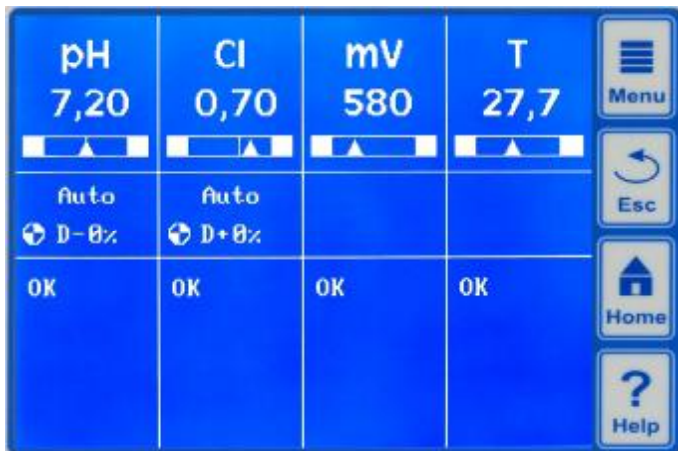 pH Cl mV T
7,20 0,70 580 27,7
Auto Auto
D-0% D+0%
OK OK OK OK
Menu
Esc
Home
? Help